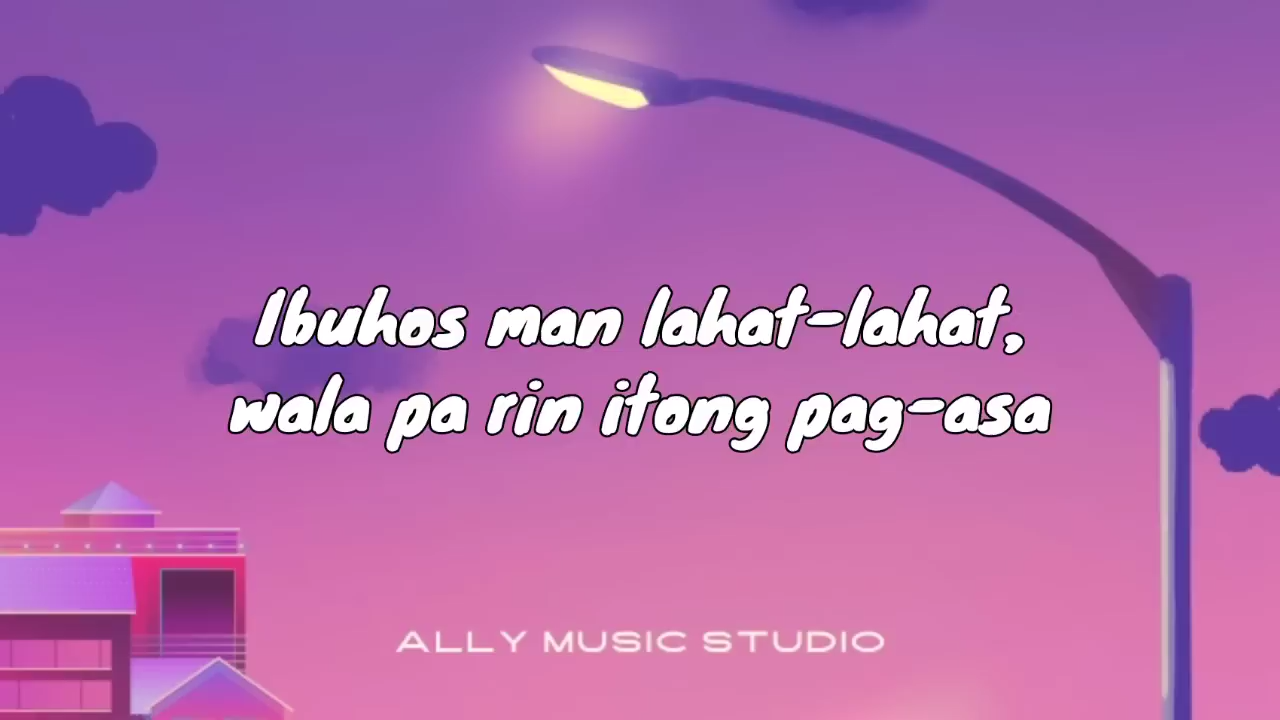 Ibuhos man lahat-lahat,
wala pa rin itong pag-asa
ALLY MUSIC STUDIO